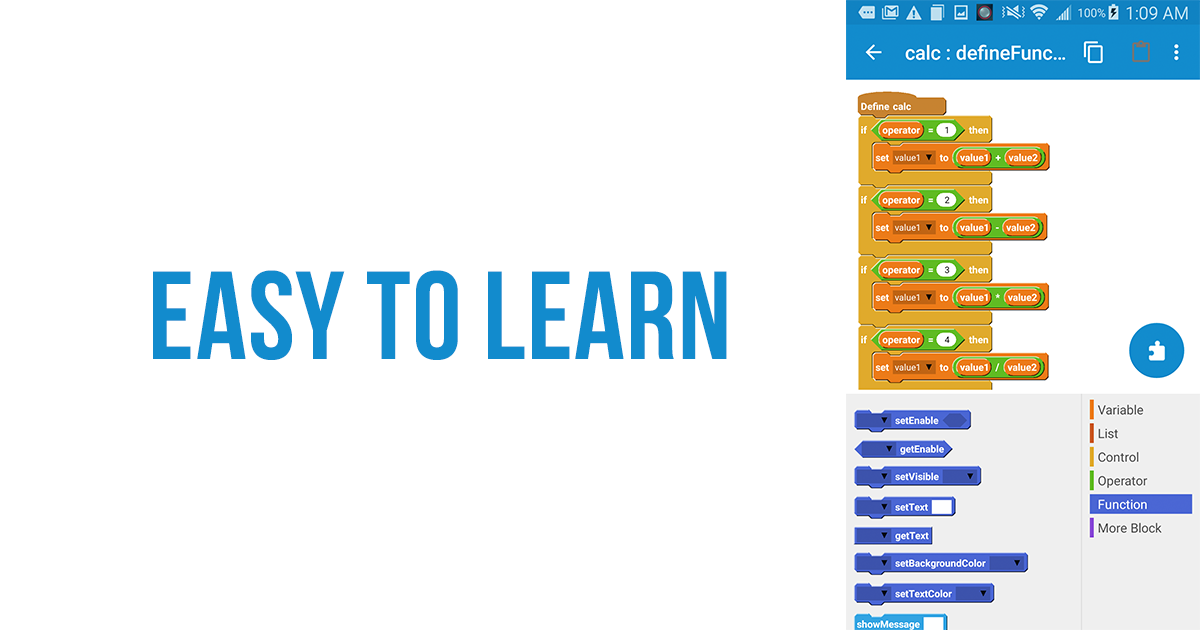 EASY TO LEARN
100% 1:09 AM
calc : defineFunc...
Define calc
if operator = 1 then
set value1 to value1 + value2
if operator = 2 then
set value1 to value1 - value2
if operator = 3 then
set value1 to value1 * value2
if operator = 4 then
set value1 to value1 / value2
setEnable
getEnable
setVisible
setText
getText
setBackgroundColor
setTextColor
showMessage
Variable
List
Control
Operator
Function
More Block